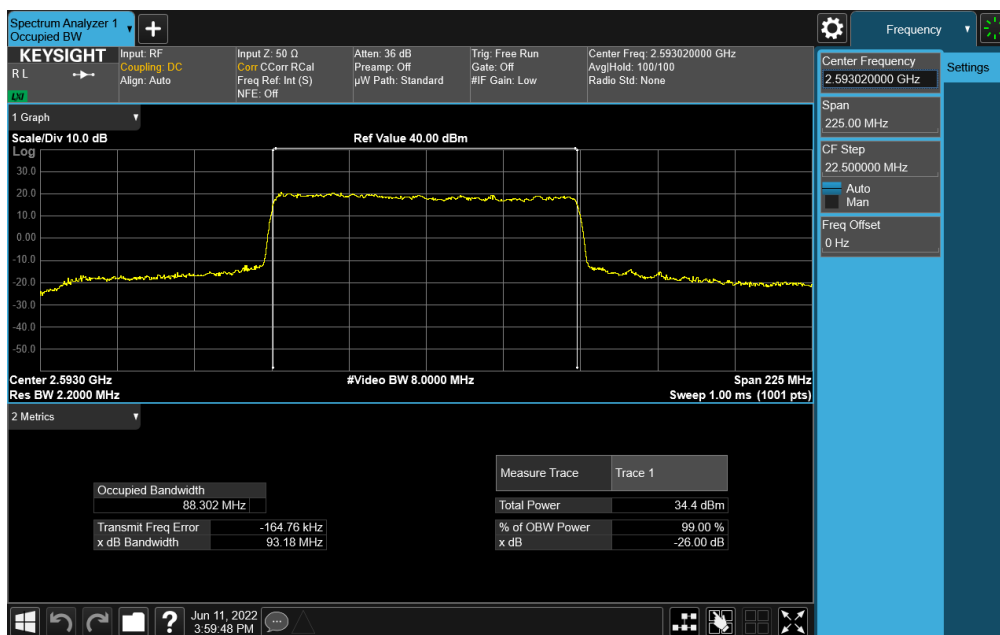 Spectrum Analyzer 1
Occupied BW
Frequency
KEYSIGHT
R L
LXI
Input: RF
Coupling: DC
Align: Auto
Input Z: 50 Ω
Corr CCorr RCal
Freq Ref: Int (S)
NFE: Off
Atten: 36 dB
Preamp: Off
µW Path: Standard
Trig: Free Run
Gate: Off
#IF Gain: Low
Center Freq: 2.593020000 GHz
Avg|Hold: 100/100
Radio Std: None
Center Frequency
2.593020000 GHz
Settings
Span
225.00 MHz
CF Step
22.500000 MHz
Auto
Man
Freq Offset
0 Hz
1 Graph
Scale/Div 10.0 dB
Ref Value 40.00 dBm
Log
30.0
20.0
10.0
0.00
-10.0
-20.0
-30.0
-40.0
-50.0
Center 2.5930 GHz
#Video BW 8.0000 MHz
Span 225 MHz
Res BW 2.2000 MHz
Sweep 1.00 ms (1001 pts)
2 Metrics
Measure Trace
Trace 1
Occupied Bandwidth
88.302 MHz
Total Power
34.4 dBm
Transmit Freq Error
-164.76 kHz
% of OBW Power
99.00 %
x dB Bandwidth
93.18 MHz
x dB
-26.00 dB
?
Jun 11, 2022
3:59:48 PM